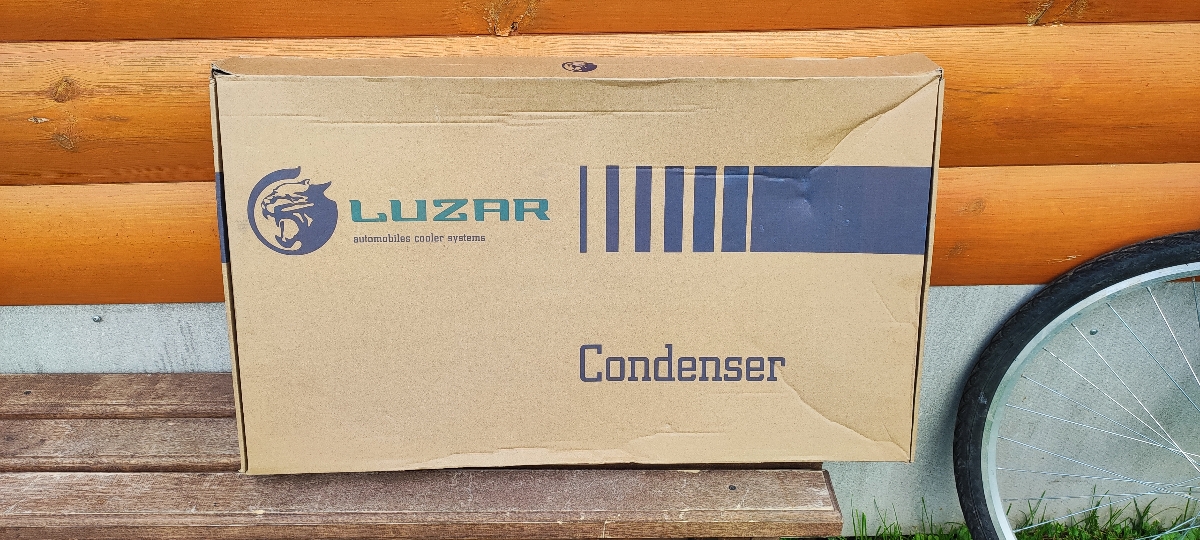 LUZAR
automobiles cooler systems
Condenser